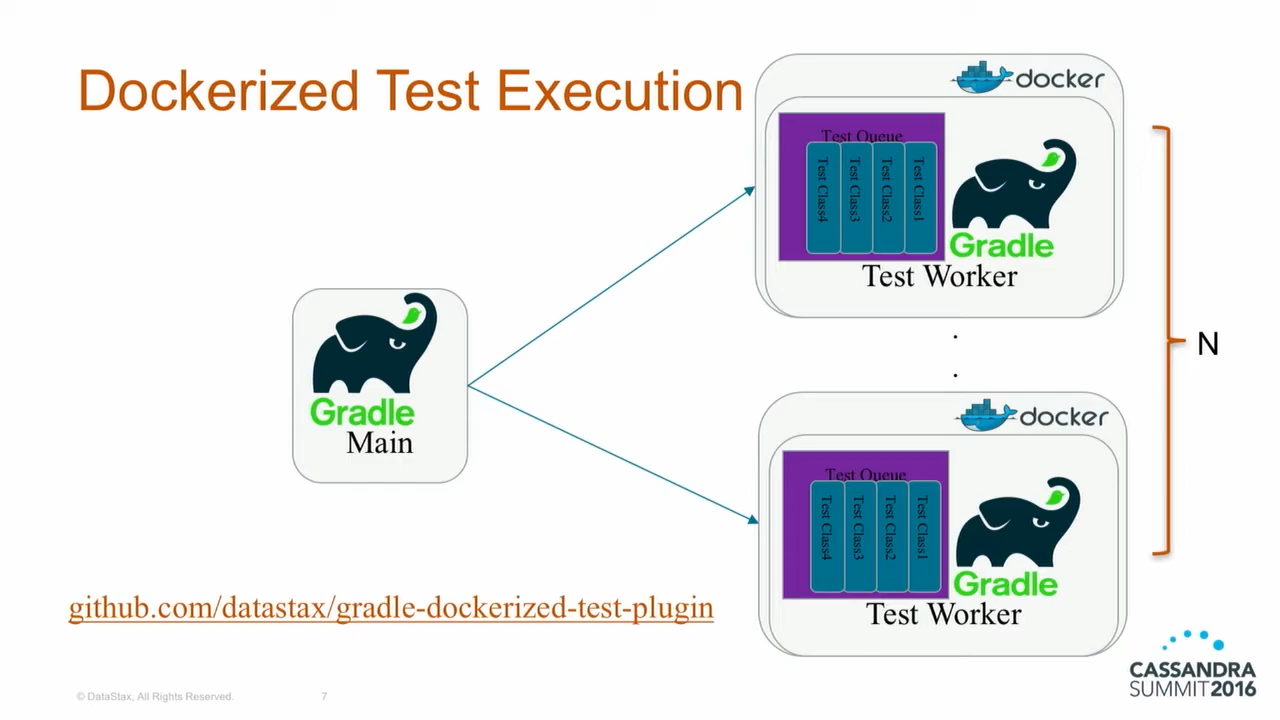 Dockerized Test Execution
docker
Test Queue
Test Class4
Test Class3
Test Class2
Test Class1
Gradle
Test Worker
Gradle
Main
.
.
N
docker
Test Queue
Test Class4
Test Class3
Test Class2
Test Class1
Gradle
Test Worker
github.com/datastax/gradle-dockerized-test-plugin
© DataStax, All Rights Reserved.
7
CASSANDRA
SUMMIT2016